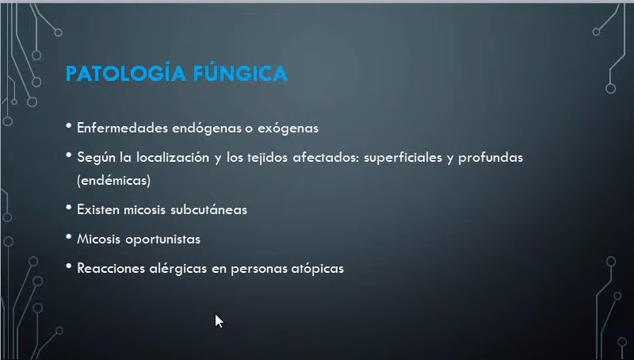 PATOLOGÍA FÚNGICA
• Enfermedades endógenas o exógenas
• Según la localización y los tejidos afectados: superficiales y profundas
(endémicas)
• Existen micosis subcutáneas
• Micosis oportunistas
• Reacciones alérgicas en personas atópicas